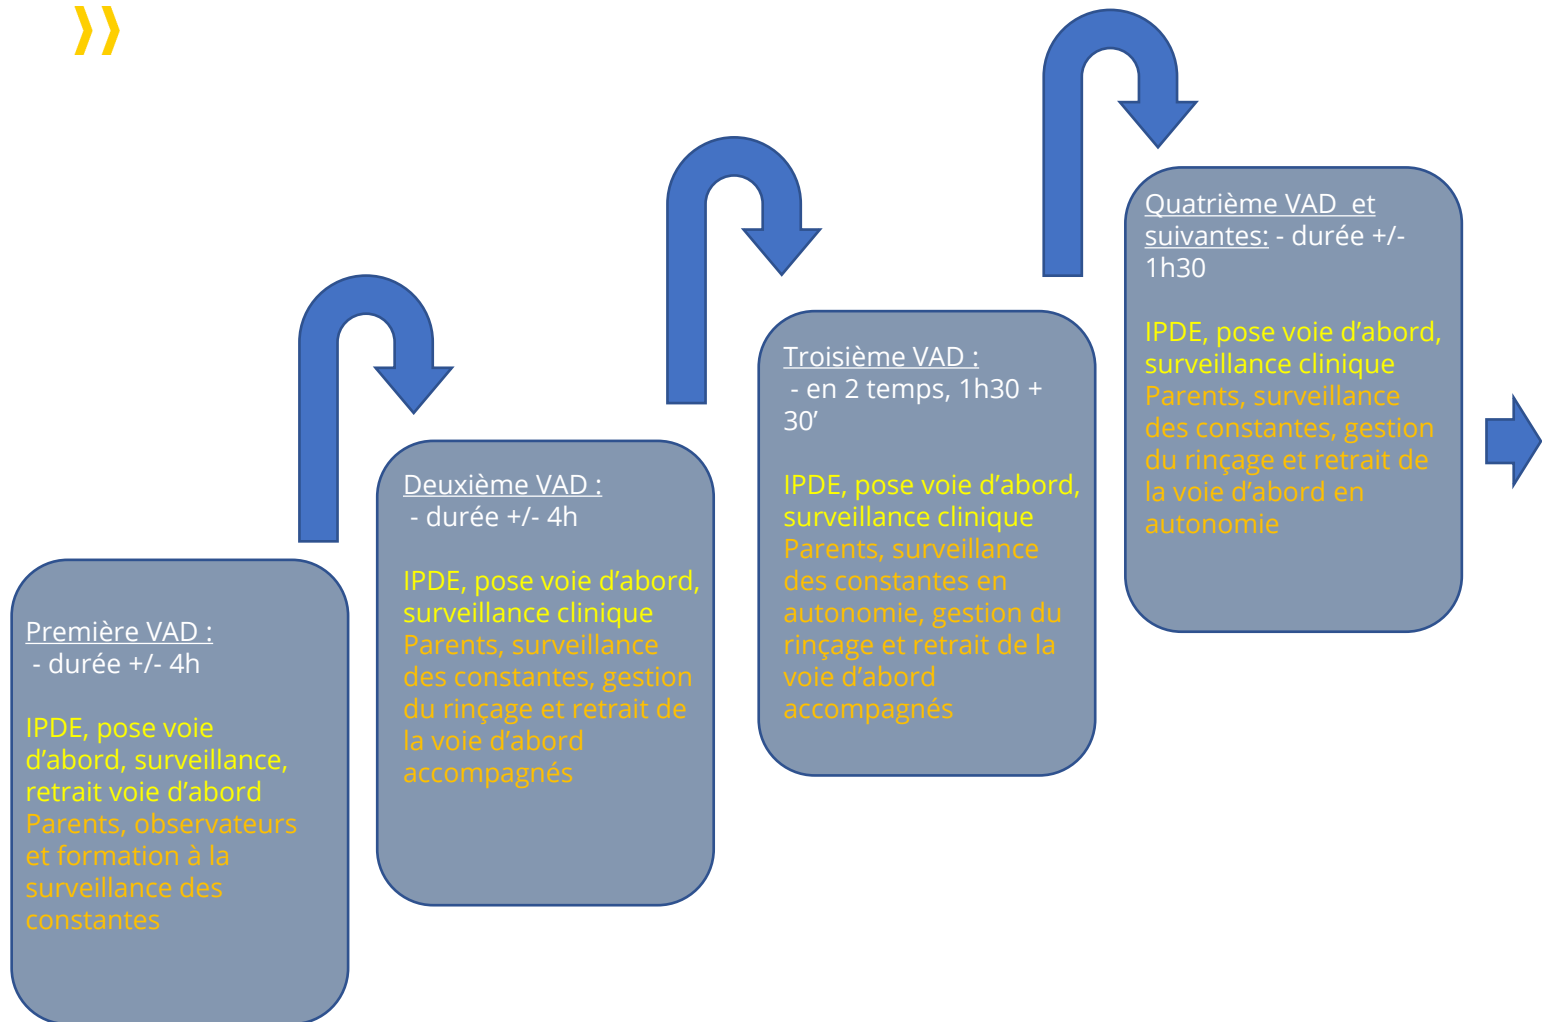 Première VAD :
- durée +/- 4h
IPDE, pose voie
d’abord, surveillance,
retrait voie d’abord
Parents, observateurs
et formation à la
surveillance des
constantes
Deuxième VAD :
- durée +/- 4h
IPDE, pose voie d’abord,
surveillance clinique
Parents, surveillance
des constantes, gestion
du rinçage et retrait de
la voie d’abord
accompagnés
Troisième VAD :
- en 2 temps, 1h30 +
30’
IPDE, pose voie d’abord,
surveillance clinique
Parents, surveillance
des constantes en
autonomie, gestion du
rinçage et retrait de la
voie d’abord
accompagnés
Quatrième VAD  et
suivantes: - durée +/-
1h30
IPDE, pose voie d’abord,
surveillance clinique
Parents, surveillance
des constantes, gestion
du rinçage et retrait de
la voie d’abord en
autonomie